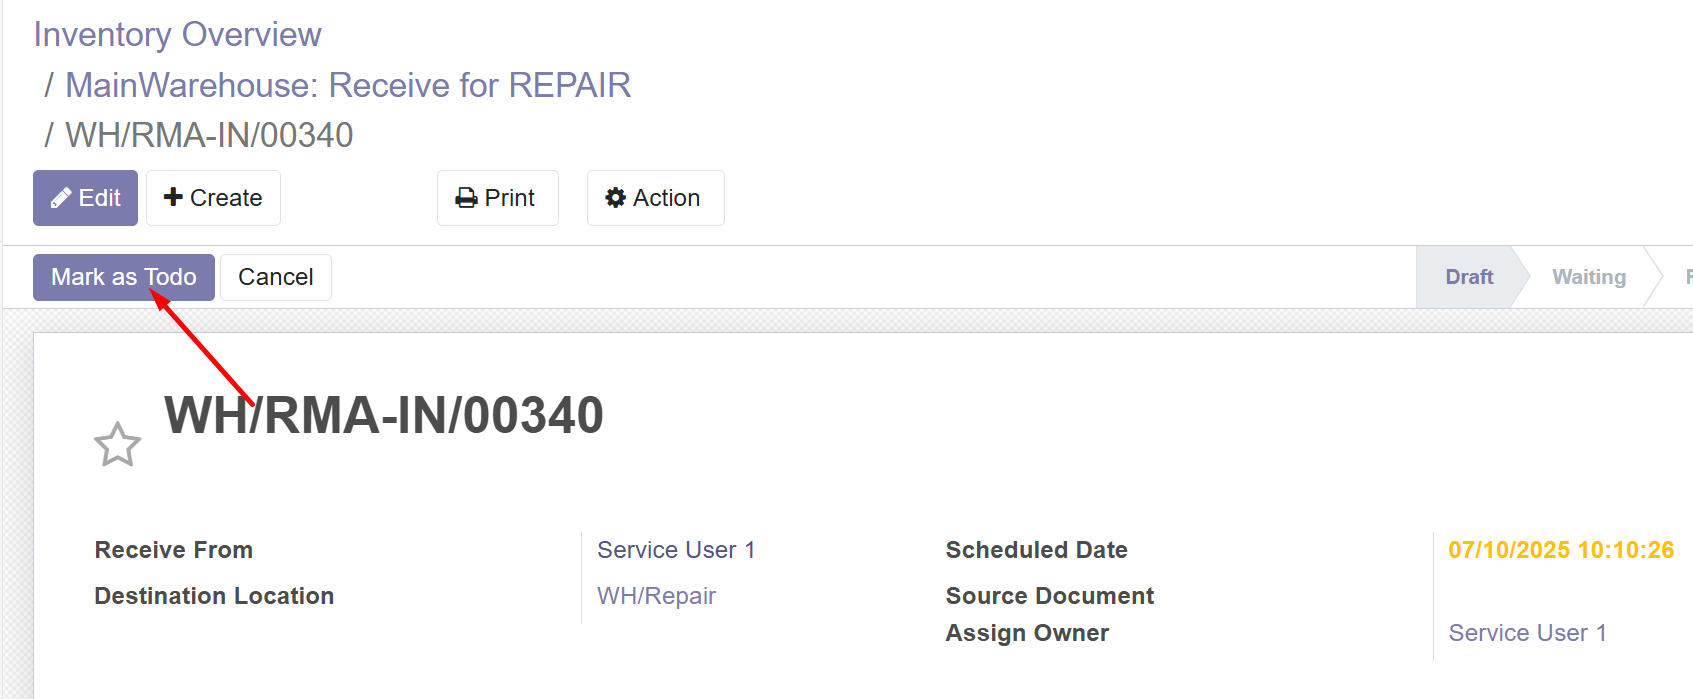 Inventory Overview
/ MainWarehouse: Receive for REPAIR
/ WH/RMA-IN/00340
Edit Create Print Action
Mark as Todo Cancel Draft Waiting
WH/RMA-IN/00340
Receive From Service User 1 Scheduled Date 07/10/2025 10:10:26
Destination Location WH/Repair Source Document
Assign Owner Service User 1